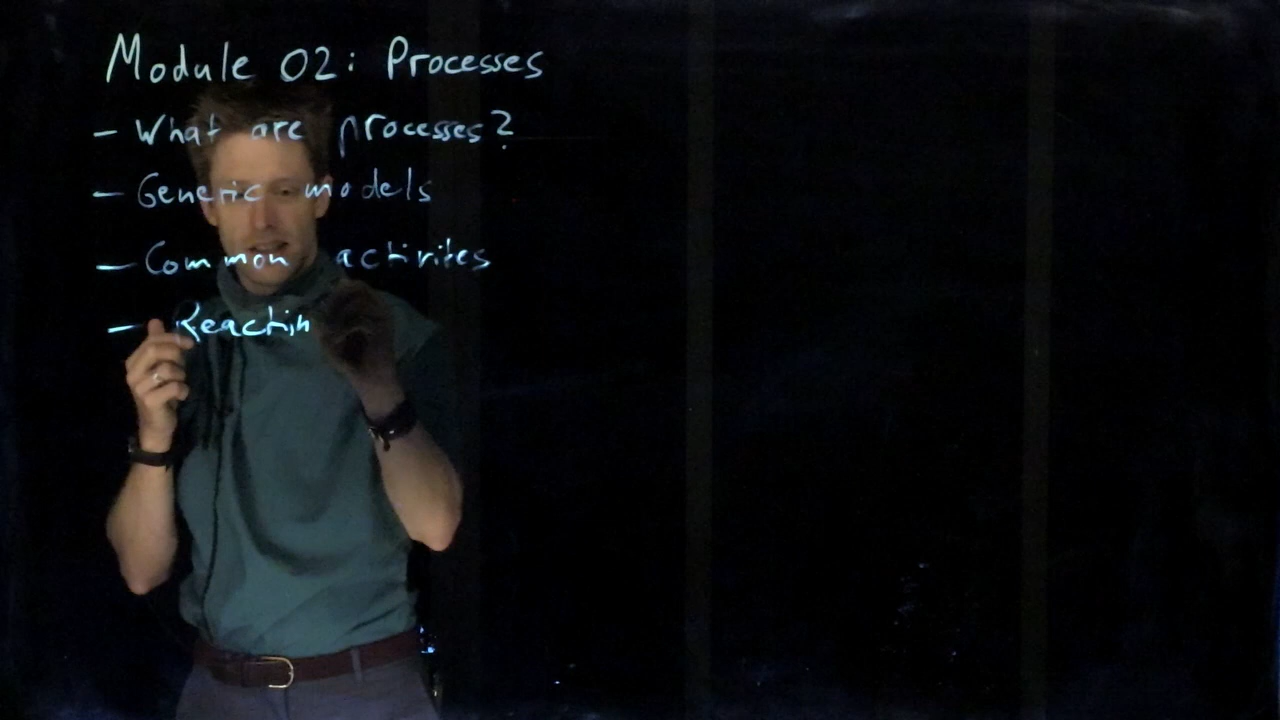 Module 02: Processes
- What are processes?
- Generic models
- Common activites
- Reactin